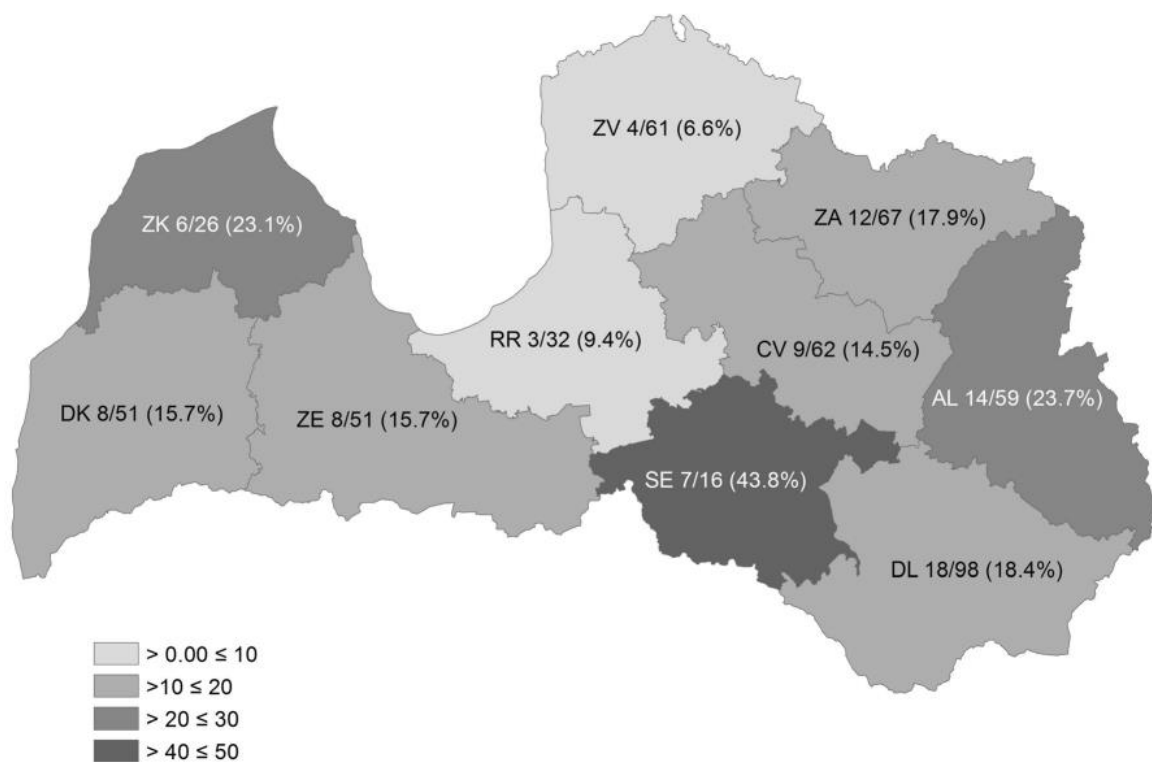 ZV 4/61 (6.6%)
ZK 6/26 (23.1%)
ZA 12/67 (17.9%)
RR 3/32 (9.4%)
CV 9/62 (14.5%)
AL 14/59 (23.7%)
DK 8/51 (15.7%)
ZE 8/51 (15.7%)
SE 7/16 (43.8%)
DL 18/98 (18.4%)
> 0.00 ≤ 10
>10 ≤ 20
> 20 ≤ 30
> 40 ≤ 50